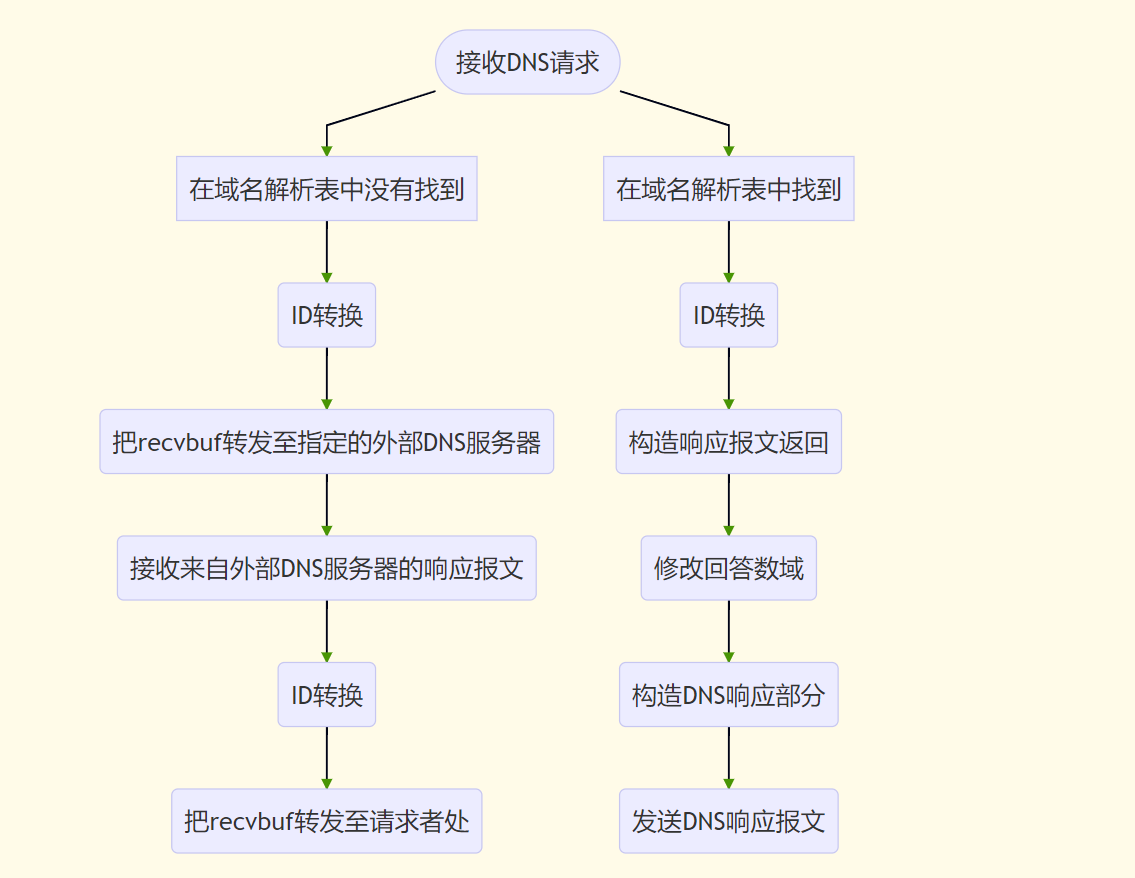 接收DNS请求
在域名解析表中没有找到
在域名解析表中找到
ID转换
ID转换
把recvbuf转发至指定的外部DNS服务器
构造响应报文返回
接收来自外部DNS服务器的响应报文
修改回答数域
ID转换
构造DNS响应部分
把recvbuf转发至请求者处
发送DNS响应报文